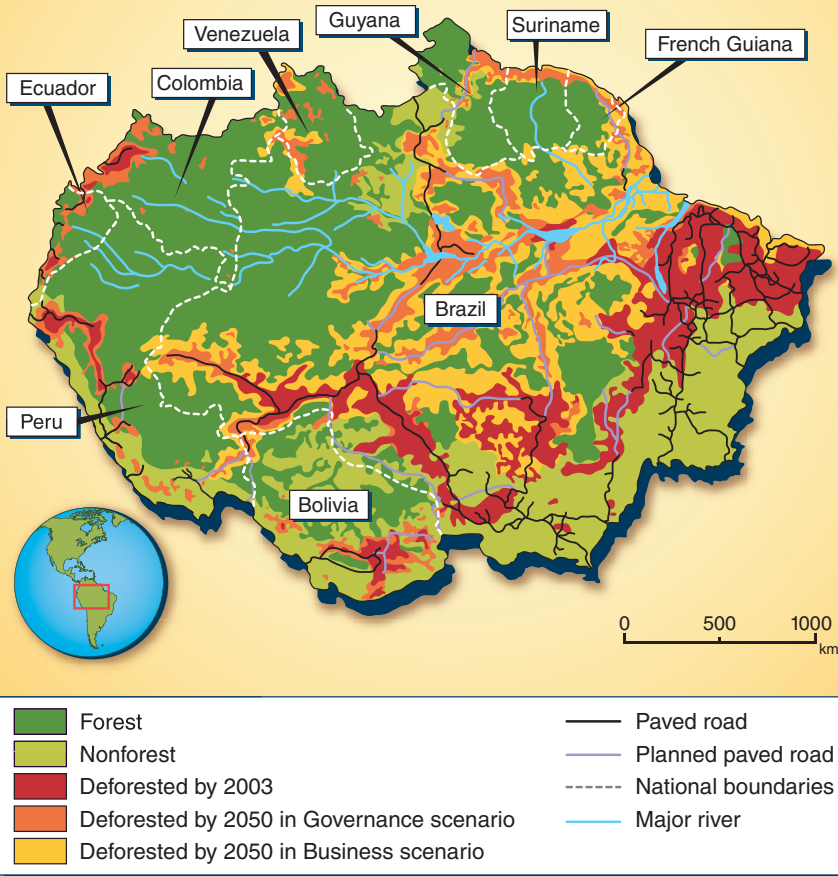 Guyana
Suriname
Venezuela
French Guiana
Ecuador
Colombia
Brazil
Peru
Bolivia
0 500 1000
km
Forest
Nonforest
Deforested by 2003
Deforested by 2050 in Governance scenario
Deforested by 2050 in Business scenario
Paved road
Planned paved road
National boundaries
Major river